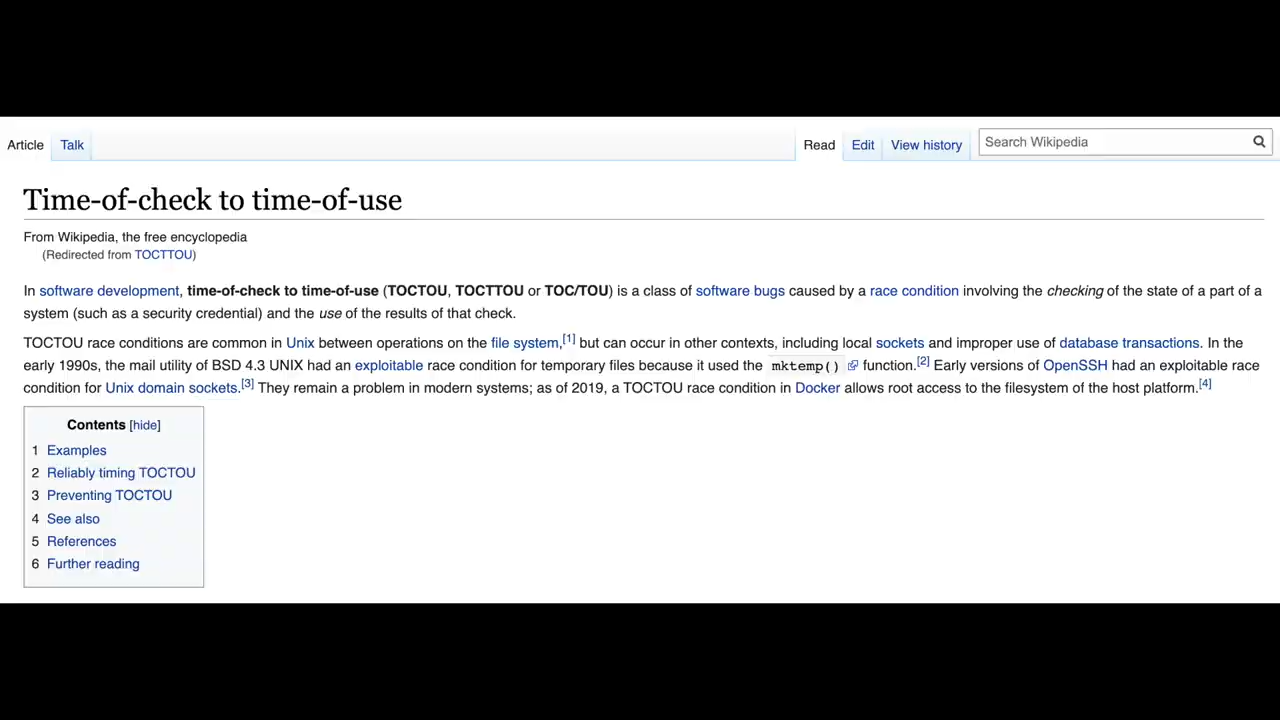 Article Talk Read Edit View history Search Wikipedia
Time-of-check to time-of-use
From Wikipedia, the free encyclopedia
(Redirected from TOCTTOU)
In software development, time-of-check to time-of-use (TOCTOU, TOCTTOU or TOC/TOU) is a class of software bugs caused by a race condition involving the checking of the state of a part of a
system (such as a security credential) and the use of the results of that check.
TOCTOU race conditions are common in Unix between operations on the file system,[1] but can occur in other contexts, including local sockets and improper use of database transactions. In the
early 1990s, the mail utility of BSD 4.3 UNIX had an exploitable race condition for temporary files because it used the mktemp() function.[2] Early versions of OpenSSH had an exploitable race
condition for Unix domain sockets.[3] They remain a problem in modern systems; as of 2019, a TOCTOU race condition in Docker allows root access to the filesystem of the host platform.[4]
Contents [hide]
1 Examples
2 Reliably timing TOCTOU
3 Preventing TOCTOU
4 See also
5 References
6 Further reading